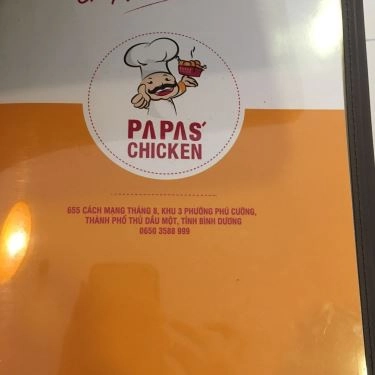 PAPAS'
CHICKEN
655 CÁCH MẠNG THÁNG 8, KHU 3 PHƯỜNG PHÚ CƯỜNG,
THÀNH PHỐ THỦ DẦU MỘT, TỈNH BÌNH DƯƠNG
0650 3588 999